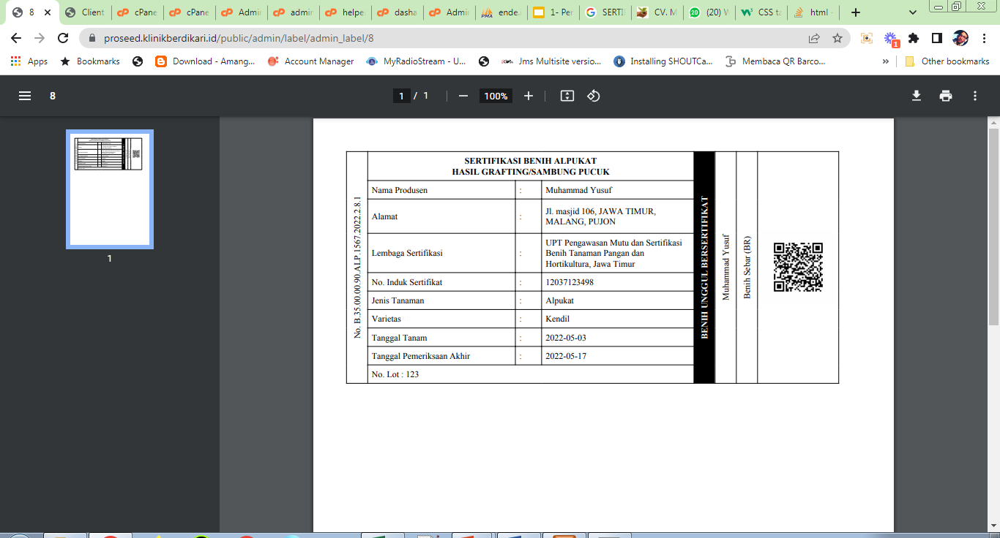 8
Client
cPane
cPane
Admi
admin
helpe
dasha
Admi
ende.
1- Per
SERTI
CV. M
(20) W
CSS ta
html -
proseed.klinikberdikari.id/public/admin/label/admin_label/8
1
Apps
Bookmarks
Download - Amang...
Account Manager
MyRadioStream - U...
Jms Multisite versio...
Installing SHOUTCa...
Membaca QR Barco...
»
Other bookmarks
8
1 / 1
100%
1
No. B.35.00.00.90.ALP.1567.2022.2.8.1
SERTIFIKASI BENIH ALPUKAT
HASIL GRAFTING/SAMBUNG PUCUK
Nama Produsen : Muhammad Yusuf
Alamat : Jl. masjid 106, JAWA TIMUR,
MALANG, PUJON
Lembaga Sertifikasi : UPT Pengawasan Mutu dan Sertifikasi
Benih Tanaman Pangan dan
Hortikultura, Jawa Timur
No. Induk Sertifikat : 12037123498
Jenis Tanaman : Alpukat
Varietas : Kendil
Tanggal Tanam : 2022-05-03
Tanggal Pemeriksaan Akhir : 2022-05-17
No. Lot : 123
BENIH UNGGUL BERSERTIFIKAT
Muhammad Yusuf
Benih Sebar (BR)